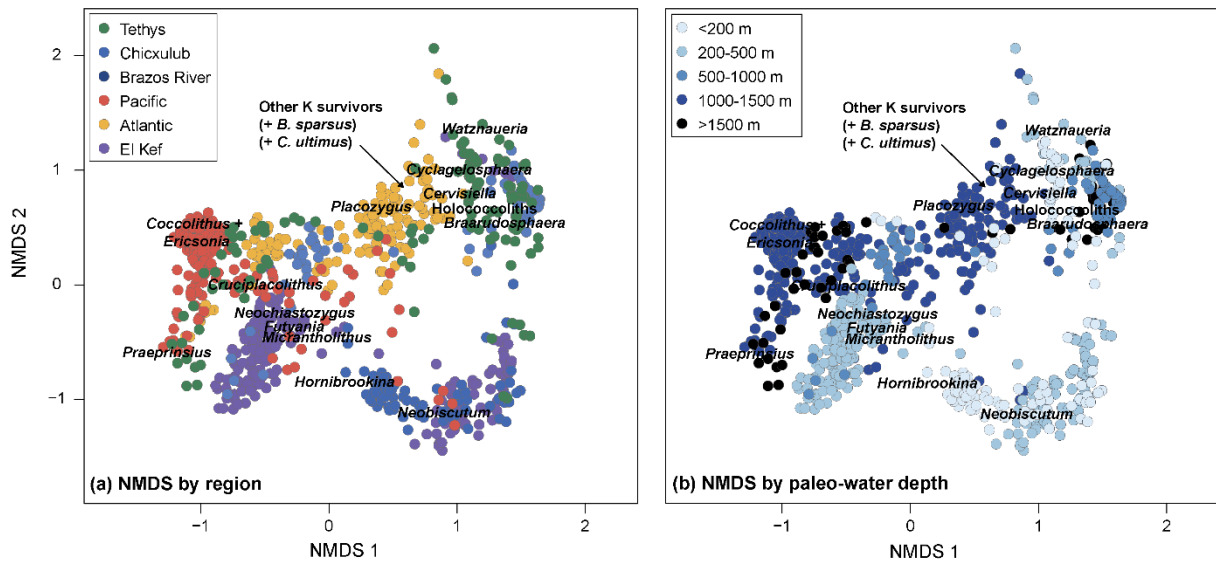 Tethys
Chicxulub
Brazos River
Pacific
Atlantic
El Kef
Other K survivors
(+ B. sparsus)
(+ C. ultimus)
Watznaueria
Cyclagelosphaera
Cervisiella
Placozygus
Holococcoliths
Braarudosphaera
Coccolithus +
Ericsonia
Cruciplacolithus
Neochiastozygus
Futyania
Micrantholithus
Praeprinsius
Hornibrookina
Neobiscutum
2
1
0
−1
NMDS 2
(a) NMDS by region
−1
0
1
2
NMDS 1
<200 m
200-500 m
500-1000 m
1000-1500 m
>1500 m
Other K survivors
(+ B. sparsus)
(+ C. ultimus)
Watznaueria
Cyclagelosphaera
Cervisiella
Placozygus
Holococcoliths
Braarudosphaera
Coccolithus +
Ericsonia
Cruciplacolithus
Neochiastozygus
Futyania
Micrantholithus
Praeprinsius
Hornibrookina
Neobiscutum
(b) NMDS by paleo-water depth
−1
0
1
2
NMDS 1